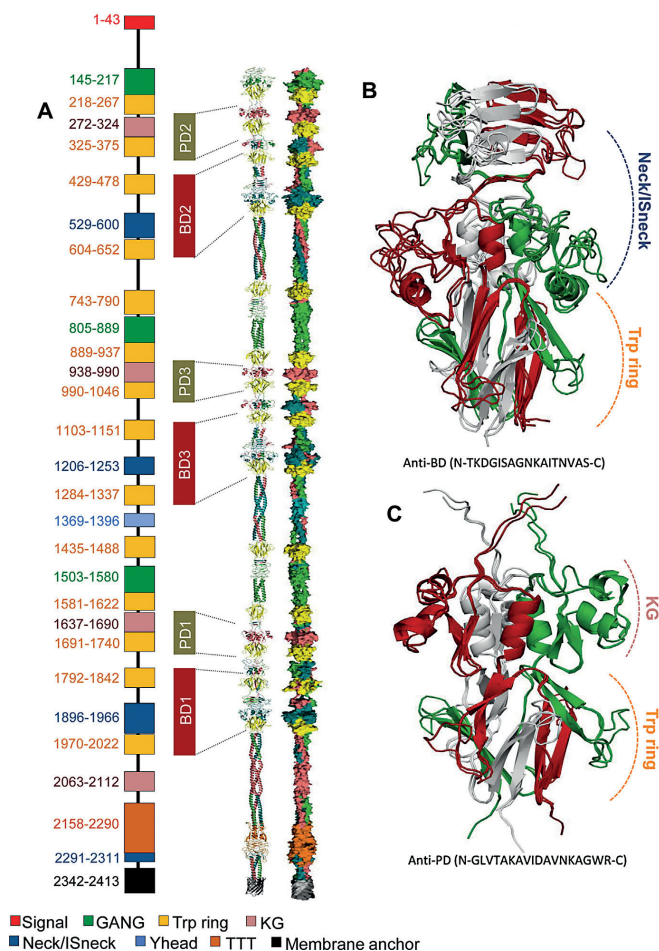 1-43
A
145-217
218-267
272-324
325-375
429-478
529-600
604-652
743-790
805-889
889-937
938-990
990-1046
1103-1151
1206-1253
1284-1337
1369-1396
1435-1488
1503-1580
1581-1622
1637-1690
1691-1740
1792-1842
1896-1966
1970-2022
2063-2112
2158-2290
2291-2311
2342-2413
PD2
BD2
PD3
BD3
PD1
BD1
B
Neck/ISneck
Trp ring
Anti-BD (N-TKDGISAGNKAITNVAS-C)
C
KG
Trp ring
Anti-PD (N-GLVTAKAVIDAVNKAGWR-C)
Signal GANG Trp ring KG
Neck/ISneck Yhead TTT Membrane anchor